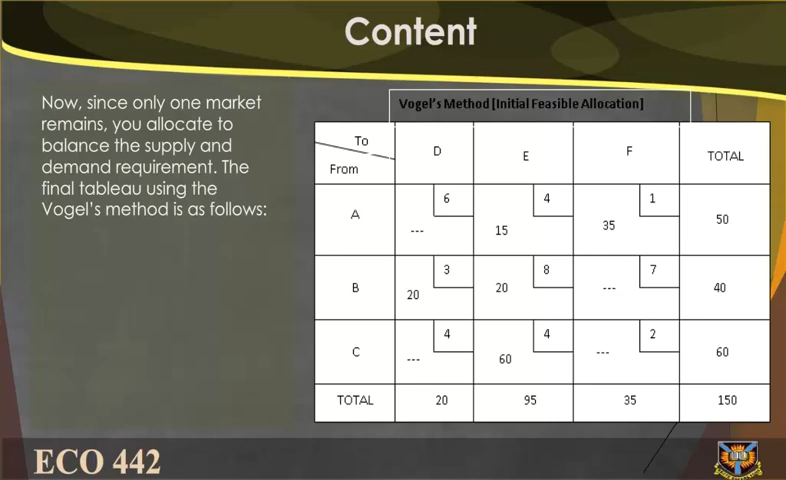 Content
Now, since only one market
remains, you allocate to
balance the supply and
demand requirement. The
final tableau using the
Vogel's method is as follows:
Vogel's Method [Initial Feasible Allocation]
To
From
D E F TOTAL
A 6 --- 4 15 1 35 50
B 3 20 8 20 7 --- 40
C 4 --- 4 60 2 --- 60
TOTAL 20 95 35 150
ECO 442